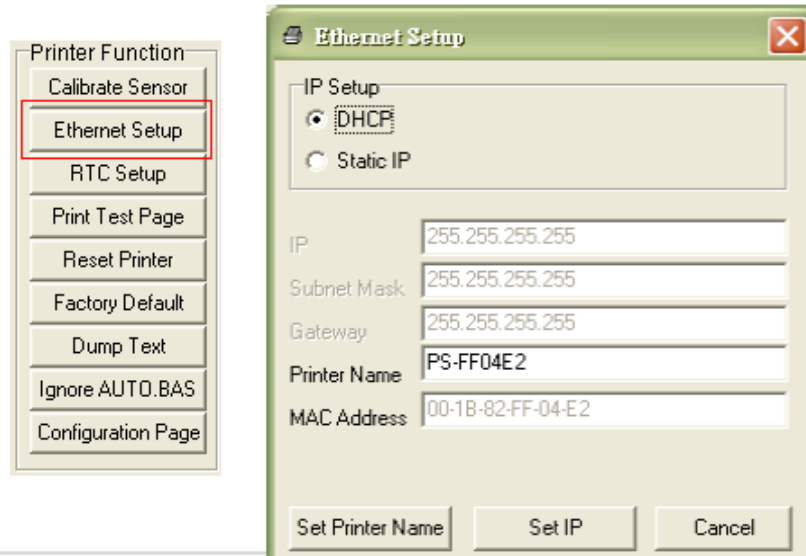 Printer Function
Calibrate Sensor
Ethernet Setup
RTC Setup
Print Test Page
Reset Printer
Factory Default
Dump Text
Ignore AUTO.BAS
Configuration Page
Ethernet Setup
IP Setup
DHCP
Static IP
IP 255.255.255.255
Subnet Mask 255.255.255.255
Gateway 255.255.255.255
Printer Name PS-FF04E2
MAC Address 00-1B-82-FF-04-E2
Set Printer Name Set IP Cancel